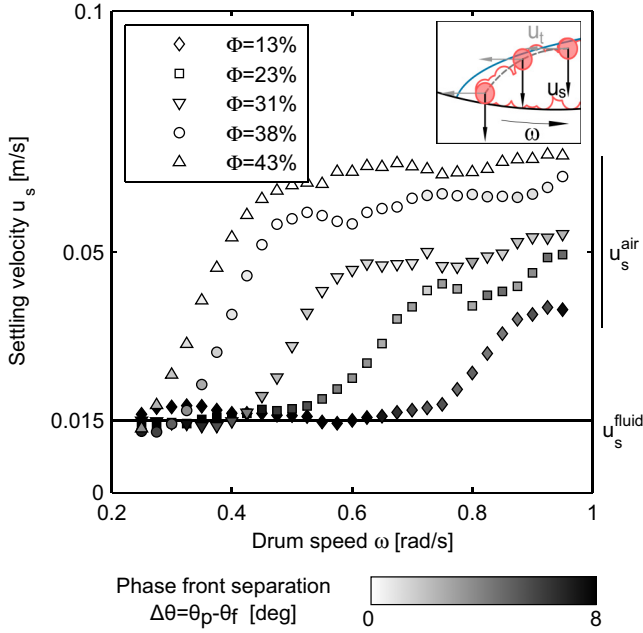 0.1
Φ=13%
Φ=23%
Φ=31%
Φ=38%
Φ=43%
u_t
u_s
ω
Settling velocity u_s [m/s]
0.05
0.015
0
u_s^air
u_s^fluid
0.2 0.4 0.6 0.8 1
Drum speed ω [rad/s]
Phase front separation
Δθ=θ_p-θ_f [deg]
0 8